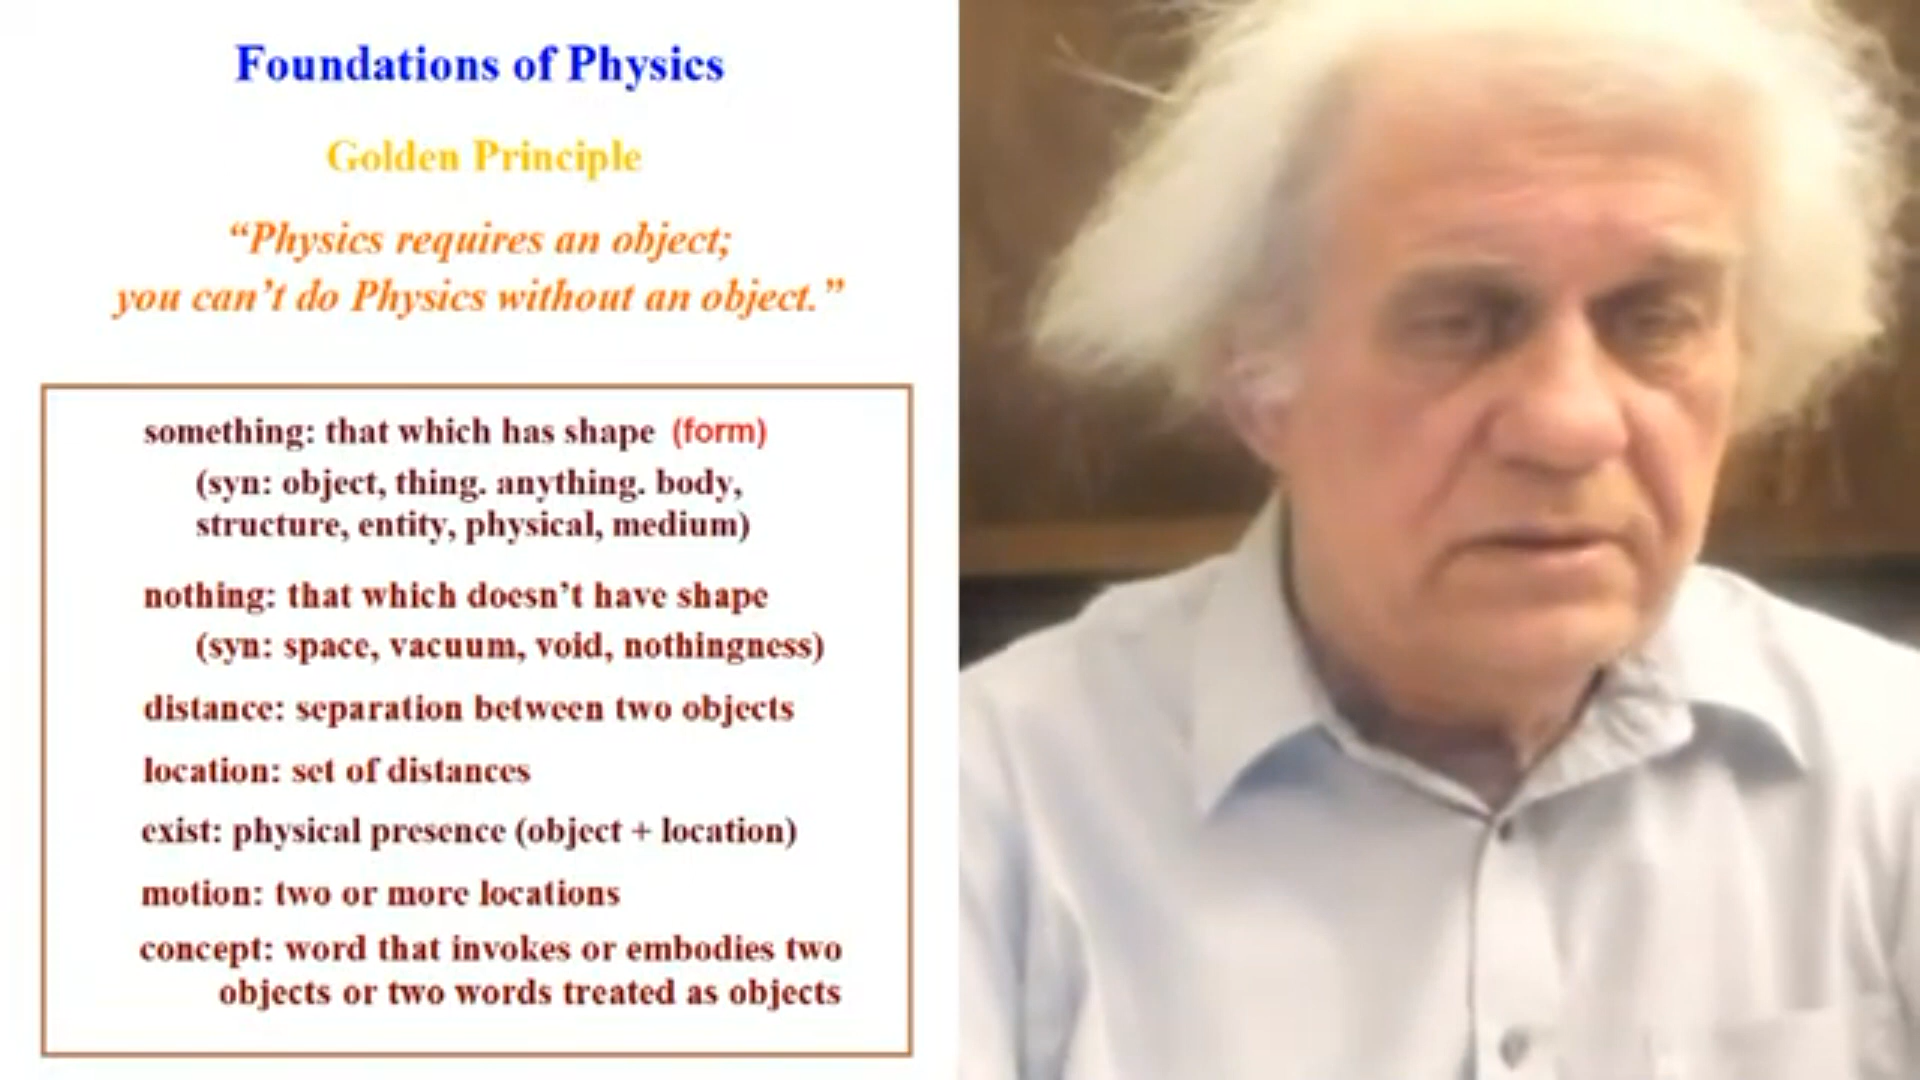 Foundations of Physics
Golden Principle
“Physics requires an object;
you can’t do Physics without an object.”
something: that which has shape (form)
(syn: object, thing. anything. body,
structure, entity, physical, medium)
nothing: that which doesn’t have shape
(syn: space, vacuum, void, nothingness)
distance: separation between two objects
location: set of distances
exist: physical presence (object + location)
motion: two or more locations
concept: word that invokes or embodies two
objects or two words treated as objects